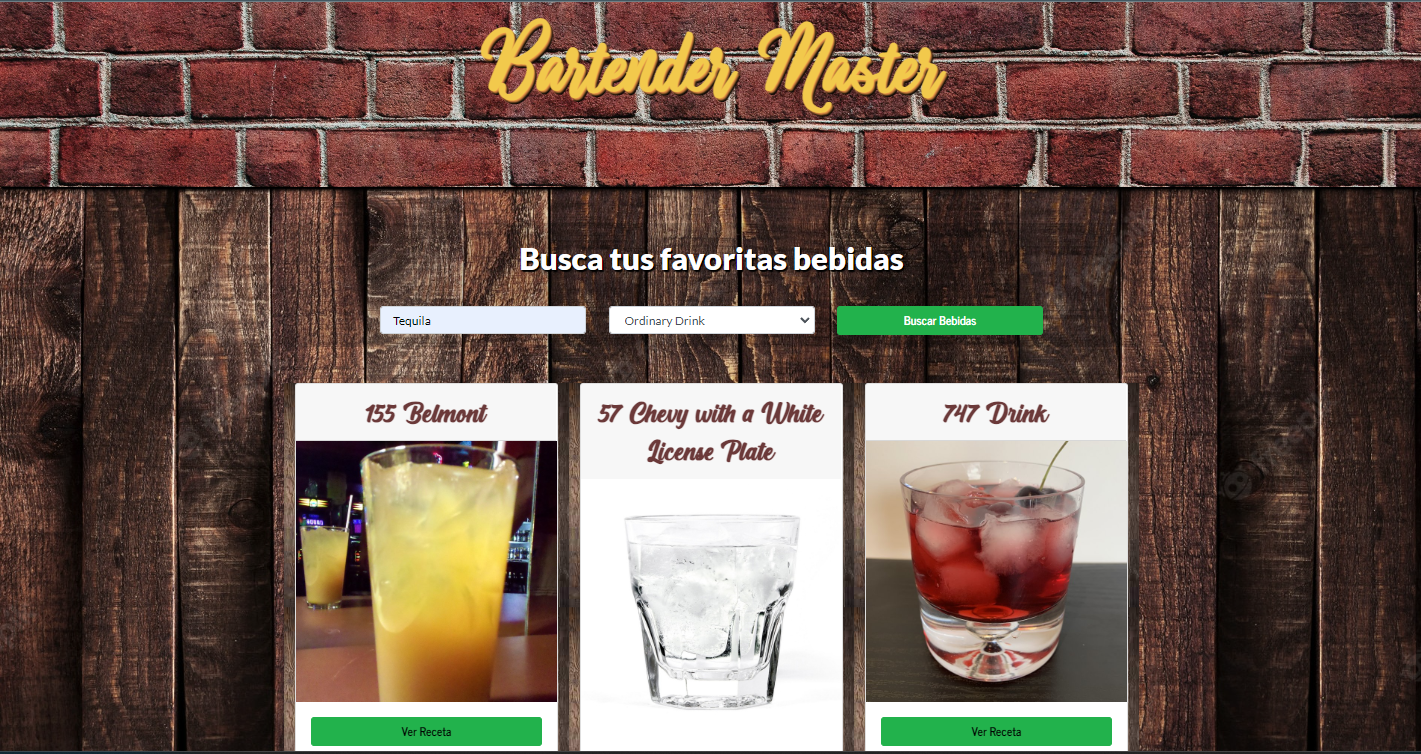 Bartender Master
Busca tus favoritas bebidas
Tequila
Ordinary Drink
Buscar Bebidas
155 Belmont
57 Chevy with a White
License Plate
747 Drink
Ver Receta
Ver Receta